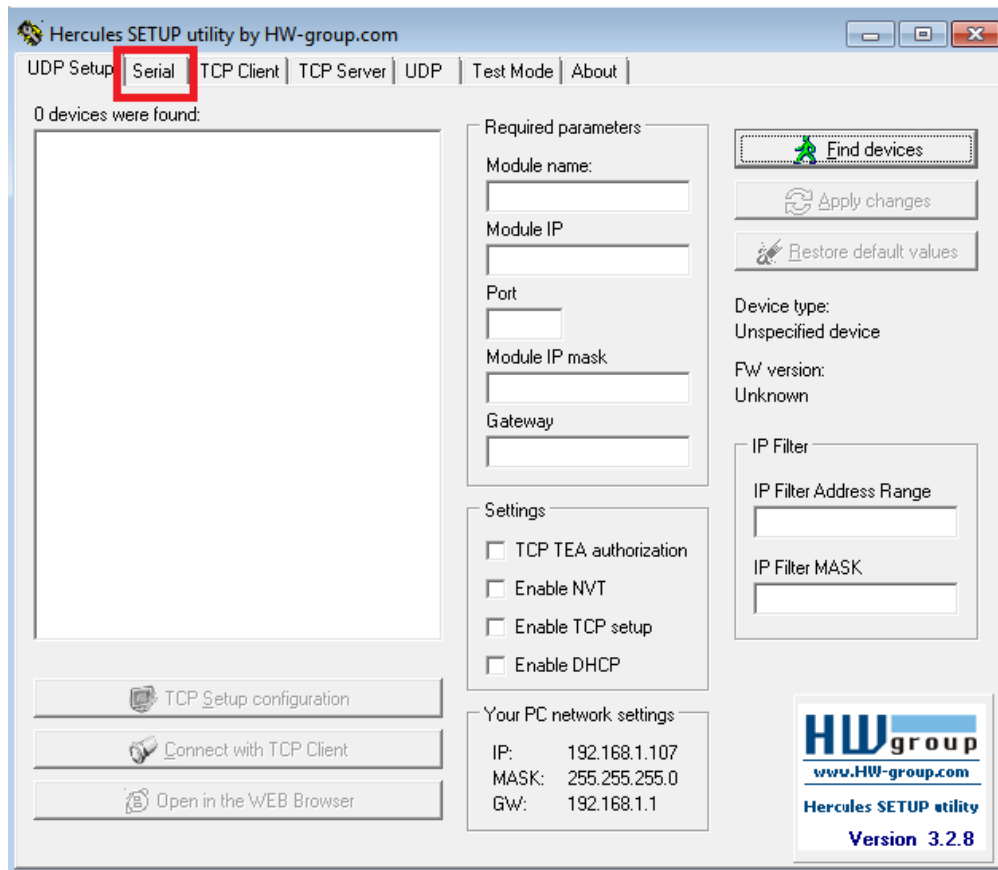 Hercules SETUP utility by HW-group.com
UDP Setup Serial TCP Client TCP Server UDP Test Mode About
0 devices were found:
Required parameters
Module name:
Module IP
Port
Module IP mask
Gateway
Settings
TCP TEA authorization
Enable NVT
Enable TCP setup
Enable DHCP
TCP Setup configuration
Connect with TCP Client
Open in the WEB Browser
Your PC network settings
IP: 192.168.1.107
MASK: 255.255.255.0
GW: 192.168.1.1
Find devices
Apply changes
Restore default values
Device type:
Unspecified device
FW version:
Unknown
IP Filter
IP Filter Address Range
IP Filter MASK
HWgroup
www.HW-group.com
Hercules SETUP utility
Version 3.2.8